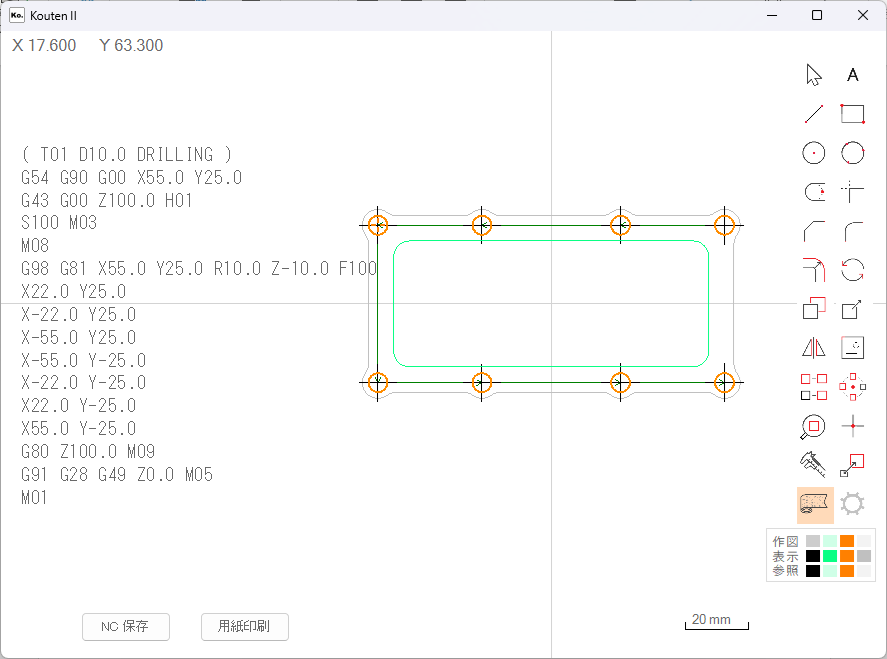 Ko. Kouten II
X 17.600 Y 63.300
A
( T01 D10.0 DRILLING )
G54 G90 G00 X55.0 Y25.0
G43 G00 Z100.0 H01
S100 M03
M08
G98 G81 X55.0 Y25.0 R10.0 Z-10.0 F100
X22.0 Y25.0
X-22.0 Y25.0
X-55.0 Y25.0
X-55.0 Y-25.0
X-22.0 Y-25.0
X22.0 Y-25.0
X55.0 Y-25.0
G80 Z100.0 M09
G91 G28 G49 Z0.0 M05
M01
作図
表示
参照
NC 保存
用紙印刷
20 mm